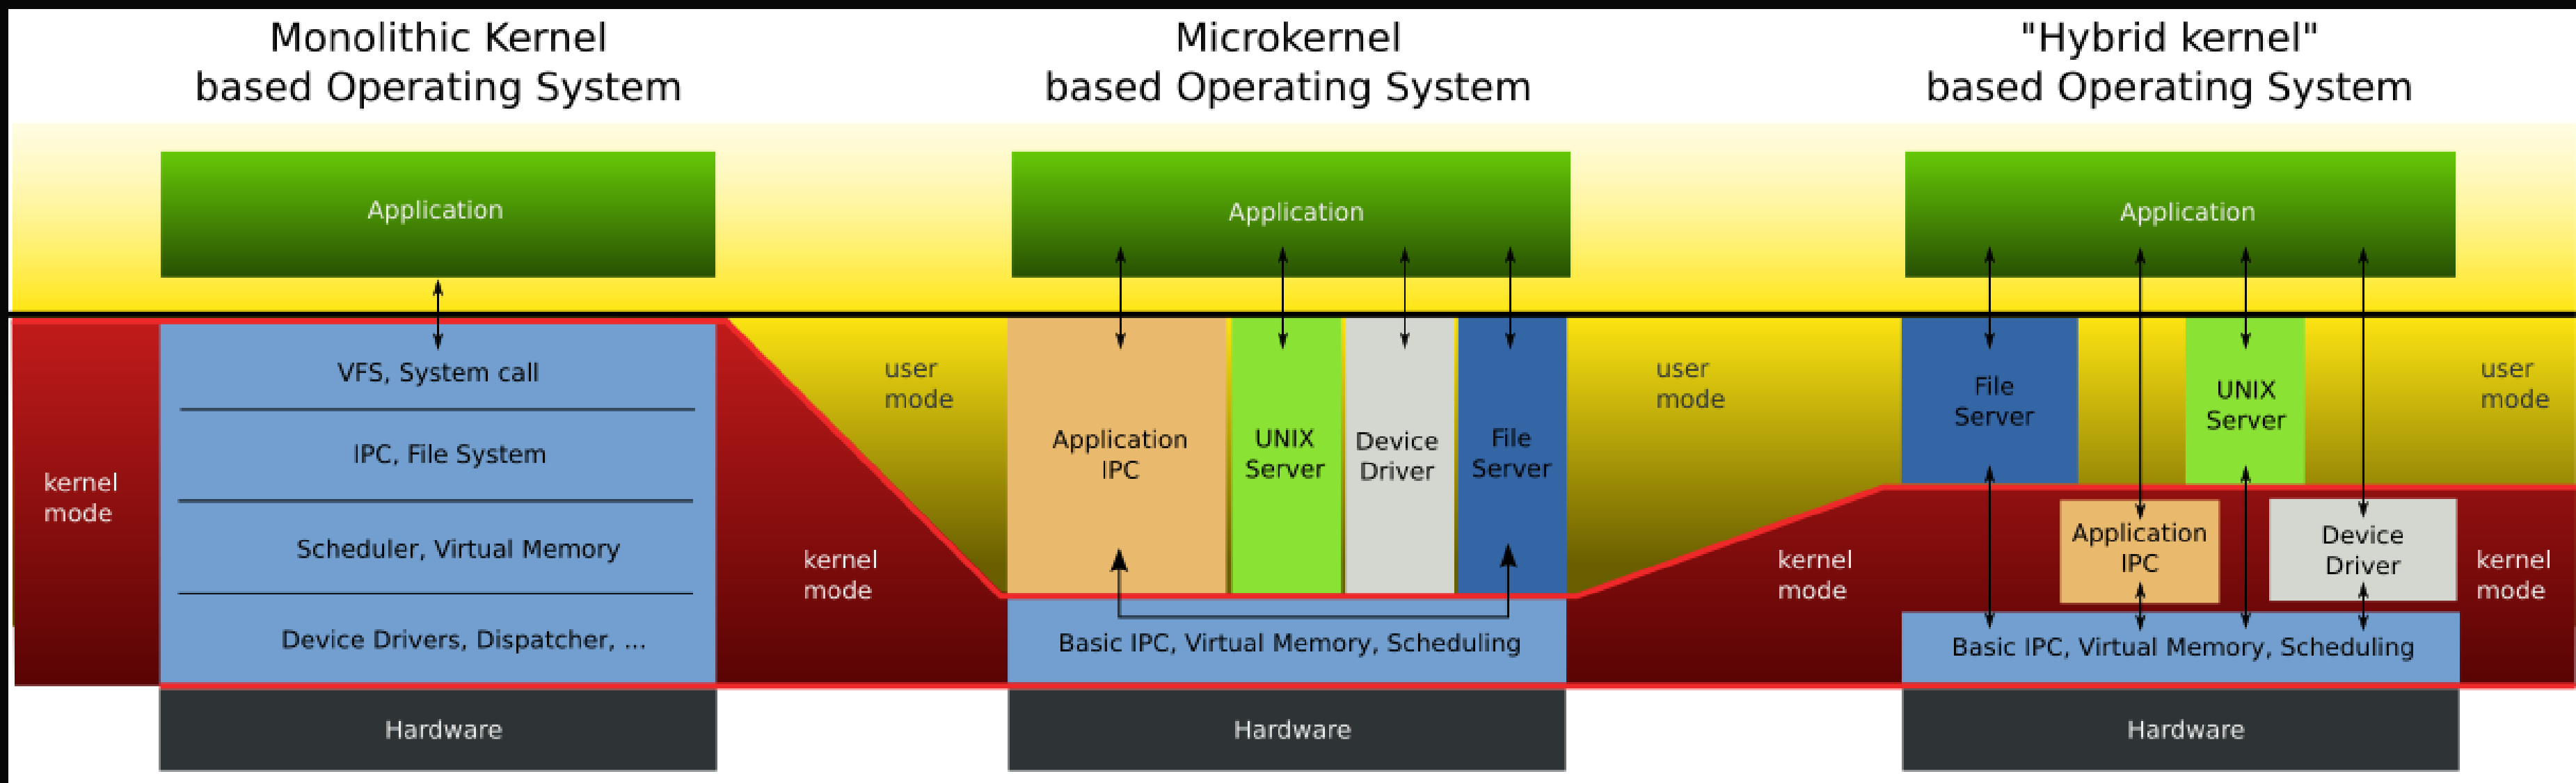 Monolithic Kernel
based Operating System
Application
VFS, System call
IPC, File System
Scheduler, Virtual Memory
Device Drivers, Dispatcher, ...
Hardware
kernel
mode
kernel
mode
user
mode
Microkernel
based Operating System
Application
Application
IPC
UNIX
Server
Device
Driver
File
Server
Basic IPC, Virtual Memory, Scheduling
Hardware
user
mode
kernel
mode
"Hybrid kernel"
based Operating System
Application
File
Server
UNIX
Server
user
mode
Application
IPC
Device
Driver
kernel
mode
Basic IPC, Virtual Memory, Scheduling
Hardware